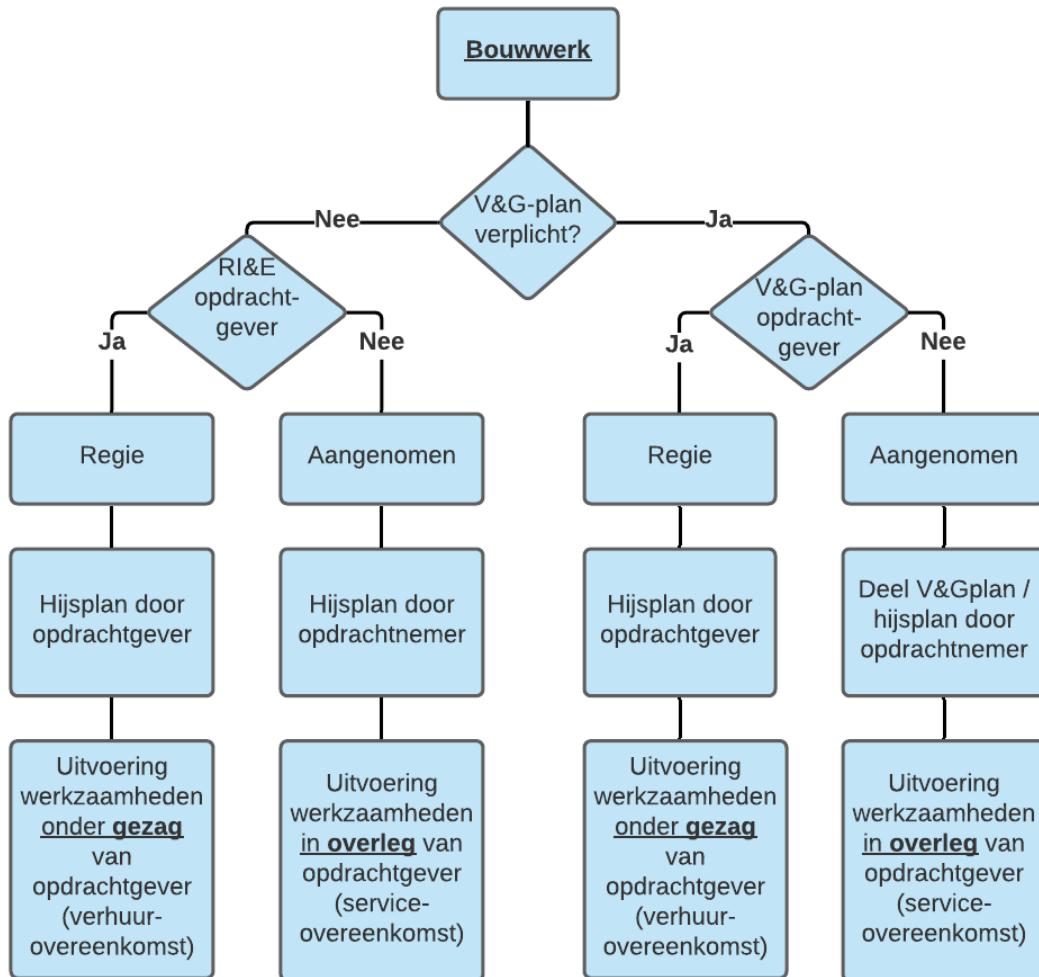 Bouwwerk
V&G-plan
verplicht?
Nee
Ja
RI&E
opdracht-
gever
V&G-plan
opdracht-
gever
Ja
Nee
Ja
Nee
Regie
Aangenomen
Regie
Aangenomen
Hijsplan door
opdrachtgever
Hijsplan door
opdrachtnemer
Hijsplan door
opdrachtgever
Deel V&Gplan /
hijsplan door
opdrachtnemer
Uitvoering
werkzaamheden
onder gezag
van
opdrachtgever
(verhuur-
overeenkomst)
Uitvoering
werkzaamheden
in overleg van
opdrachtgever
(service-
overeenkomst)
Uitvoering
werkzaamheden
onder gezag
van
opdrachtgever
(verhuur-
overeenkomst)
Uitvoering
werkzaamheden
in overleg van
opdrachtgever
(service-
overeenkomst)